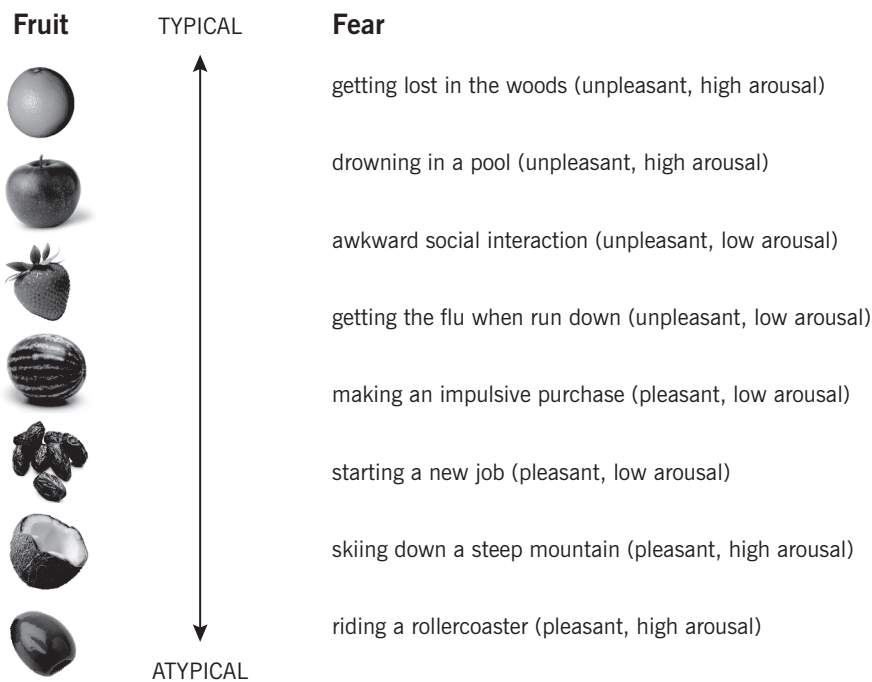 Fruit TYPICAL Fear
getting lost in the woods (unpleasant, high arousal)
drowning in a pool (unpleasant, high arousal)
awkward social interaction (unpleasant, low arousal)
getting the flu when run down (unpleasant, low arousal)
making an impulsive purchase (pleasant, low arousal)
starting a new job (pleasant, low arousal)
skiing down a steep mountain (pleasant, high arousal)
riding a rollercoaster (pleasant, high arousal)
ATYPICAL